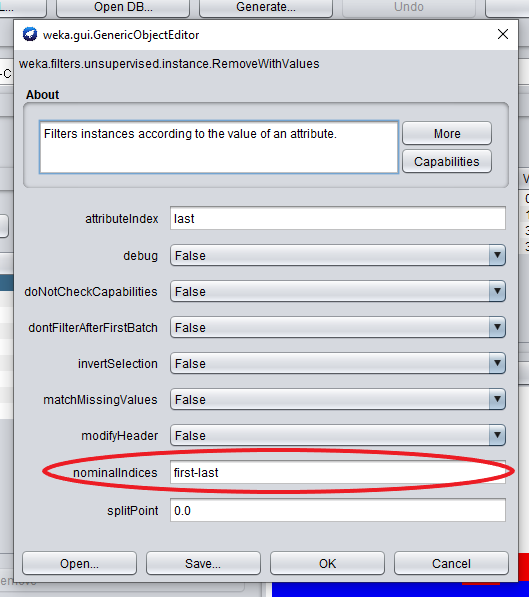 Open DB...
Generate...
Undo
weka.gui.GenericObjectEditor
weka.filters.unsupervised.instance.RemoveWithValues
About
Filters instances according to the value of an attribute.
More
Capabilities
attributeIndex last
debug False
doNotCheckCapabilities False
dontFilterAfterFirstBatch False
invertSelection False
matchMissingValues False
modifyHeader False
nominalIndices first-last
splitPoint 0.0
Open...
Save...
OK
Cancel